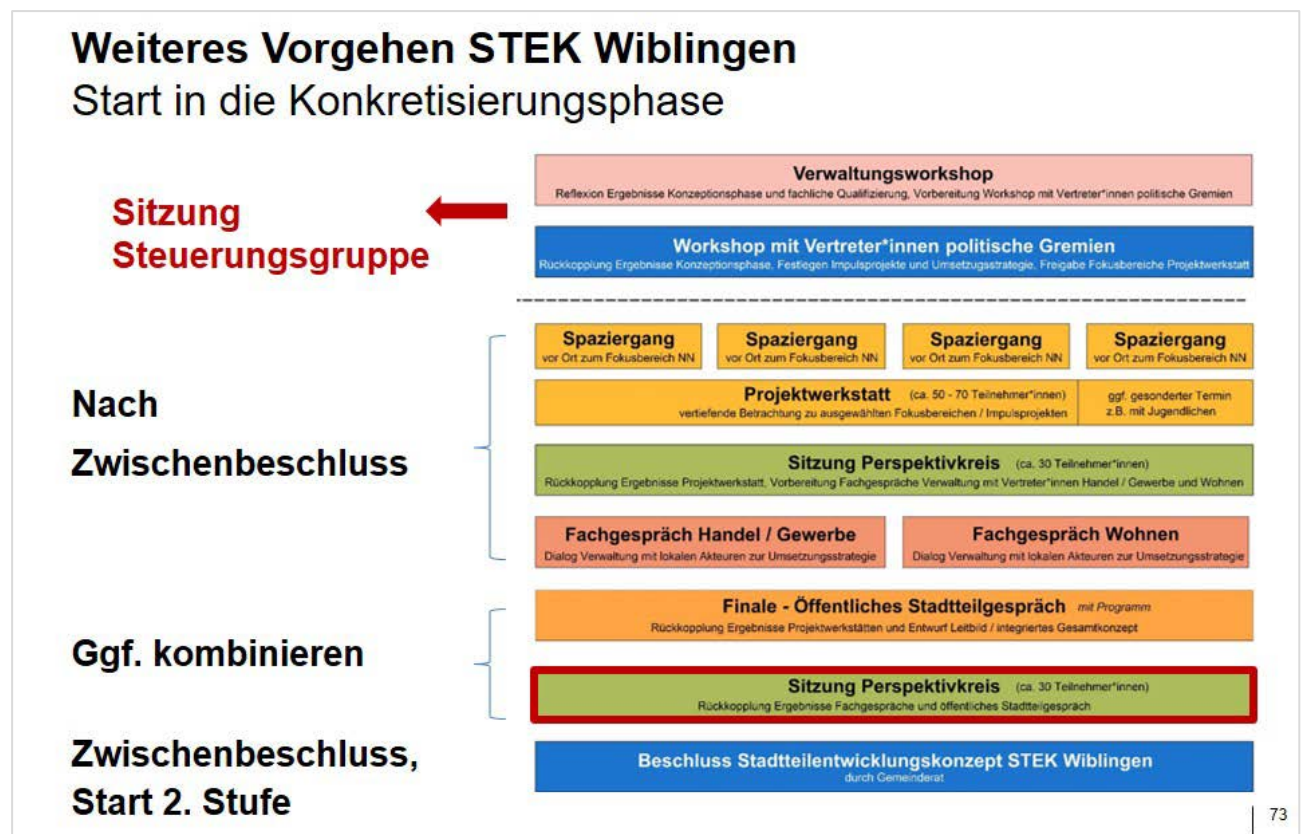 Weiteres Vorgehen STEK Wiblingen
Start in die Konkretisierungsphase
Sitzung
Steuerungsgruppe
Verwaltungsworkshop
Reflexion Ergebnisse Konzeptionsphase und fachliche Qualifizierung, Vorbereitung Workshop mit Vertreter*innen politische Gremien
Workshop mit Vertreter*innen politische Gremien
Rückkopplung Ergebnisse Konzeptionsphase, Festlegen Impulsprojekte und Umsetzugsstrategie, Freigabe Fokusbereiche Projektwerkstatt
Nach
Zwischenbeschluss
Spaziergang
vor Ort zum Fokusbereich NN
Spaziergang
vor Ort zum Fokusbereich NN
Spaziergang
vor Ort zum Fokusbereich NN
Spaziergang
vor Ort zum Fokusbereich NN
Projektwerkstatt (ca. 50 - 70 Teilnehmer*innen)
vertiefende Betrachtung zu ausgewählten Fokusbereichen / Impulsprojekten
ggf. gesonderter Termin
z.B. mit Jugendlichen
Sitzung Perspektivkreis (ca. 30 Teilnehmer*innen)
Rückkopplung Ergebnisse Projektwerkstatt, Vorbereitung Fachgespräche Verwaltung mit Vertreter*innen Handel / Gewerbe und Wohnen
Fachgespräch Handel / Gewerbe
Dialog Verwaltung mit lokalen Akteuren zur Umsetzungsstrategie
Fachgespräch Wohnen
Dialog Verwaltung mit lokalen Akteuren zur Umsetzungsstrategie
Ggf. kombinieren
Finale - Öffentliches Stadtteilgespräch mit Programm
Rückkopplung Ergebnisse Projektwerkstätten und Entwurf Leitbild / integriertes Gesamtkonzept
Sitzung Perspektivkreis (ca. 30 Teilnehmer*innen)
Rückkopplung Ergebnisse Fachgespräche und öffentliches Stadtteilgespräch
Zwischenbeschluss,
Start 2. Stufe
Beschluss Stadtteilentwicklungskonzept STEK Wiblingen
durch Gemeinderat
73